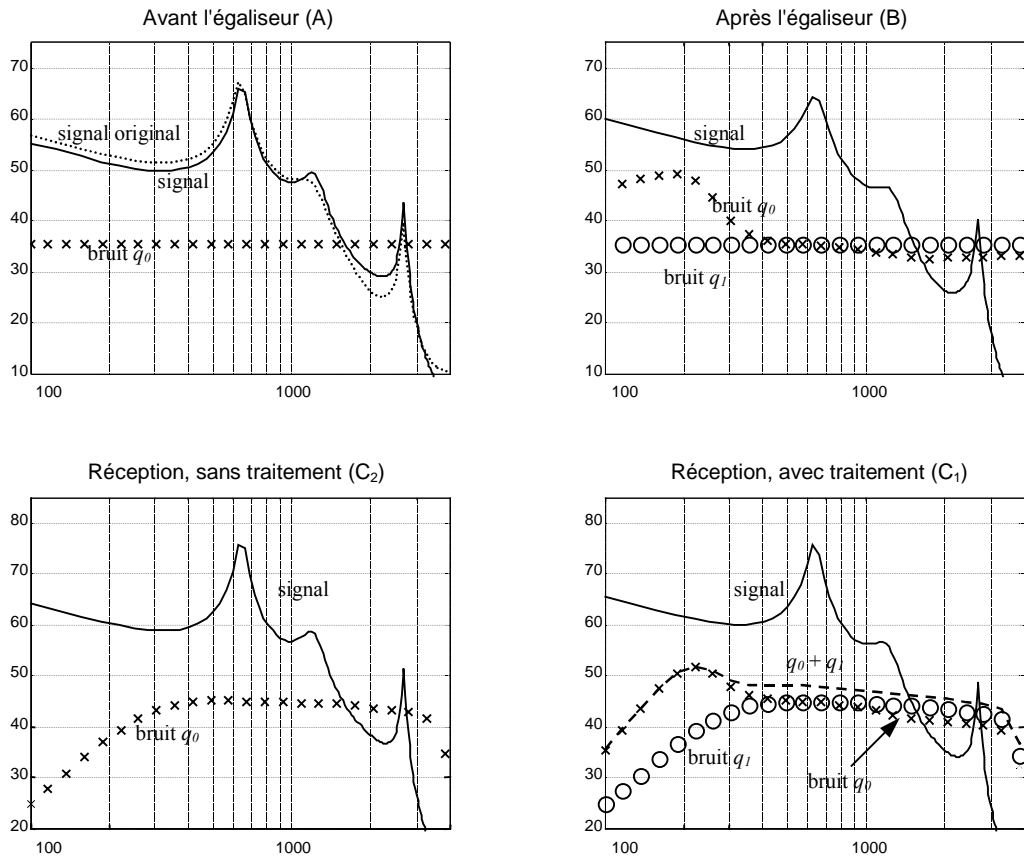 Avant l'égaliseur (A)
70
60
50
40
30
20
10
100
1000
signal original
signal
bruit q0
Après l'égaliseur (B)
70
60
50
40
30
20
10
100
1000
signal
bruit q0
bruit q1
Réception, sans traitement (C2)
80
70
60
50
40
30
20
100
1000
signal
bruit q0
Réception, avec traitement (C1)
80
70
60
50
40
30
20
100
1000
signal
q0 + q1
bruit q1
bruit q0